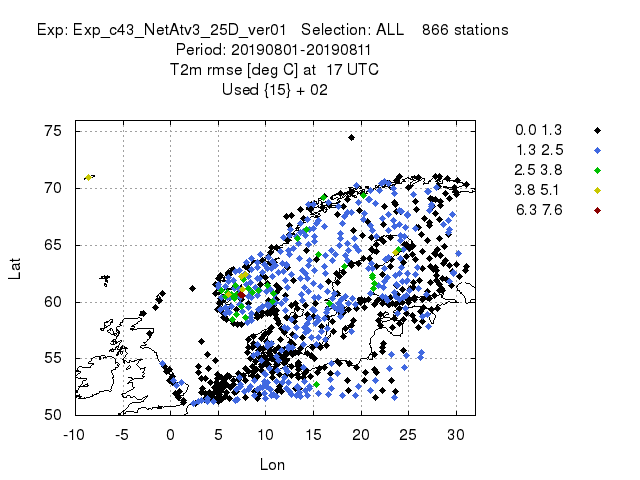 Exp: Exp_c43_NetAtv3_25D_ver01   Selection: ALL    866 stations
Period: 20190801-20190811
T2m rmse [deg C] at  17 UTC
Used {15} + 02
0.0 1.3
1.3 2.5
2.5 3.8
3.8 5.1
6.3 7.6
75
70
65
60
55
50
Lat
-10 -5 0 5 10 15 20 25 30
Lon